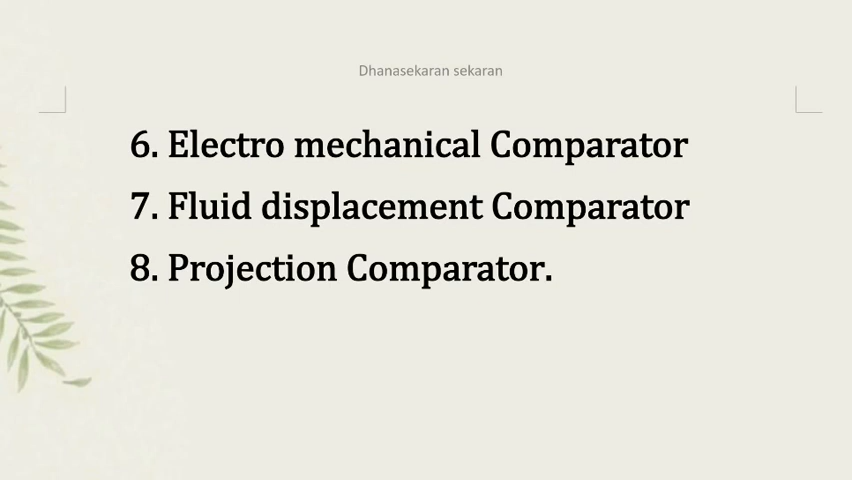 Dhanasekaran sekaran
6. Electro mechanical Comparator
7. Fluid displacement Comparator
8. Projection Comparator.